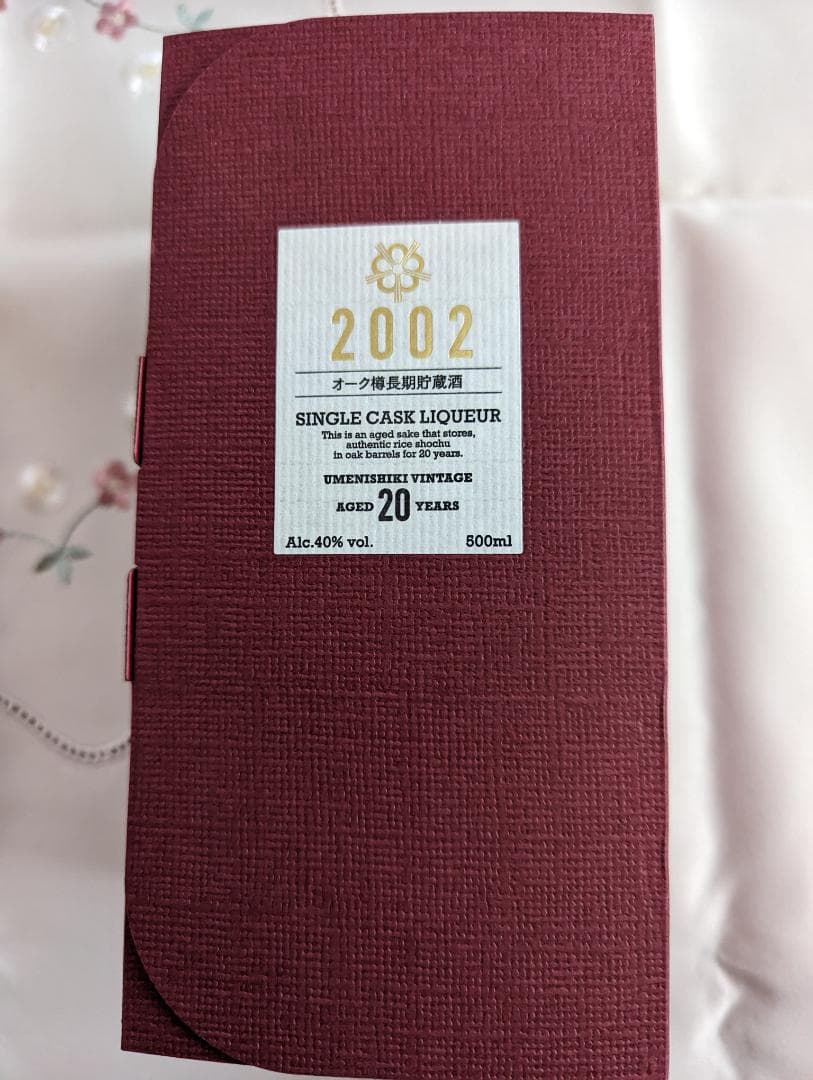 2002
オーク樽長期貯蔵酒
SINGLE CASK LIQUEUR
This is an aged sake that stores,
authentic rice shochu
in oak barrels for 20 years.
UMENISHIKI VINTAGE
AGED 20 YEARS
Alc.40% vol. 500ml